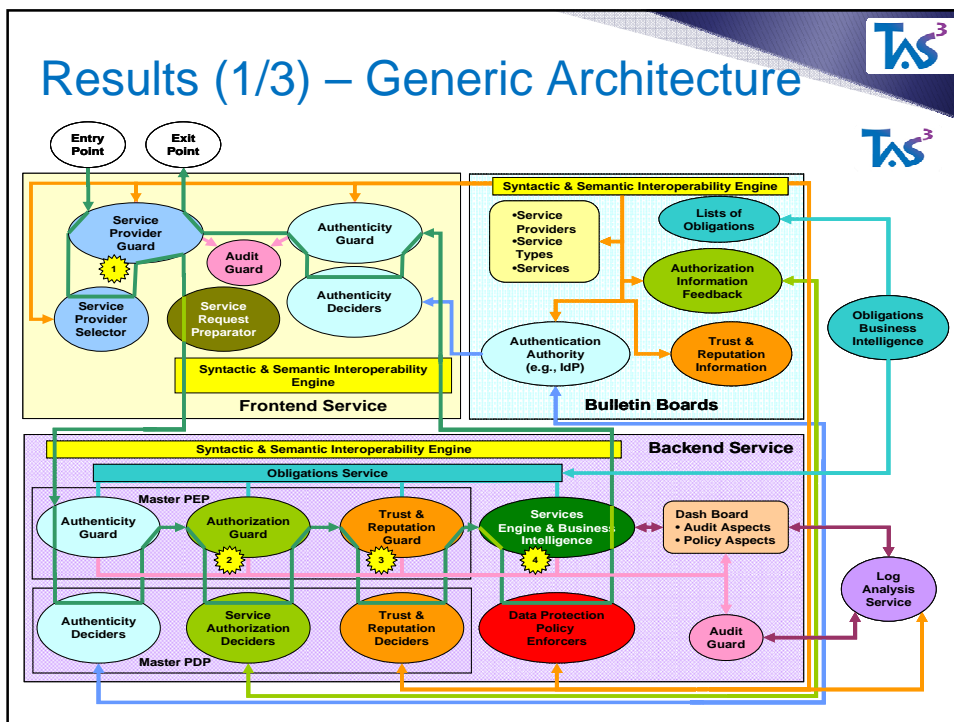 TAS³
Results (1/3) – Generic Architecture
TAS³
Entry
Point
Exit
Point
Syntactic & Semantic Interoperability Engine
Service
Provider
Guard
1
Audit
Guard
Authenticity
Guard
Authenticity
Deciders
Service
Provider
Selector
Service
Request
Preparator
Syntactic & Semantic Interoperability
Engine
Frontend Service
•Service
Providers
•Service
Types
•Services
Lists of
Obligations
Authorization
Information
Feedback
Authentication
Authority
(e.g., IdP)
Trust &
Reputation
Information
Bulletin Boards
Obligations
Business
Intelligence
Syntactic & Semantic Interoperability Engine
Backend Service
Obligations Service
Master PEP
Authenticity
Guard
Authorization
Guard
2
Trust &
Reputation
Guard
3
Services
Engine & Business
Intelligence
4
Dash Board
• Audit Aspects
• Policy Aspects
Log
Analysis
Service
Authenticity
Deciders
Service
Authorization
Deciders
Trust &
Reputation
Deciders
Data Protection
Policy
Enforcers
Audit
Guard
Master PDP